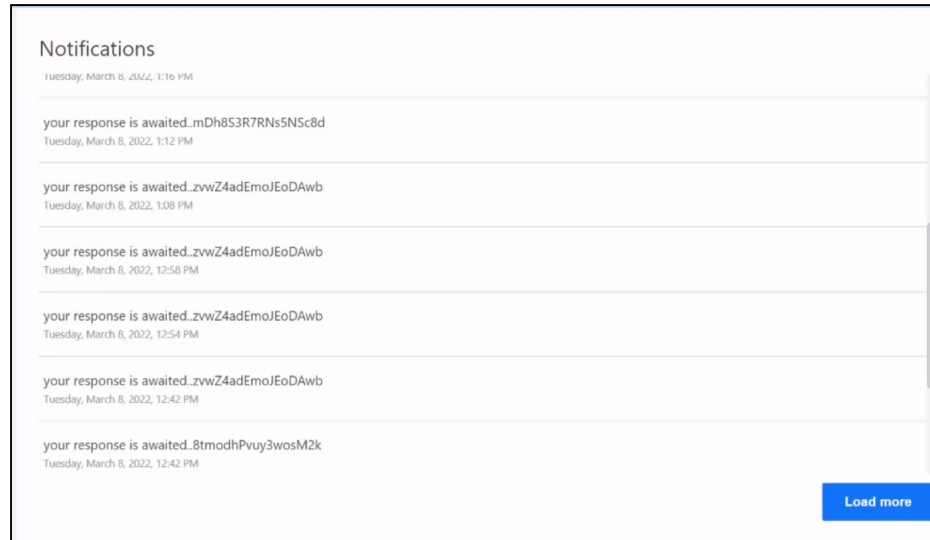 Notifications
Tuesday, March 8, 2022, 1:16 PM
your response is awaited..mDh8S3R7RNs5NSc8d
Tuesday, March 8, 2022, 1:12 PM
your response is awaited..zvwZ4adEmoJEoDAwb
Tuesday, March 8, 2022, 1:08 PM
your response is awaited..zvwZ4adEmoJEoDAwb
Tuesday, March 8, 2022, 12:58 PM
your response is awaited..zvwZ4adEmoJEoDAwb
Tuesday, March 8, 2022, 12:54 PM
your response is awaited..zvwZ4adEmoJEoDAwb
Tuesday, March 8, 2022, 12:42 PM
your response is awaited..8tmodhPvuy3wosM2k
Tuesday, March 8, 2022, 12:42 PM
Load more